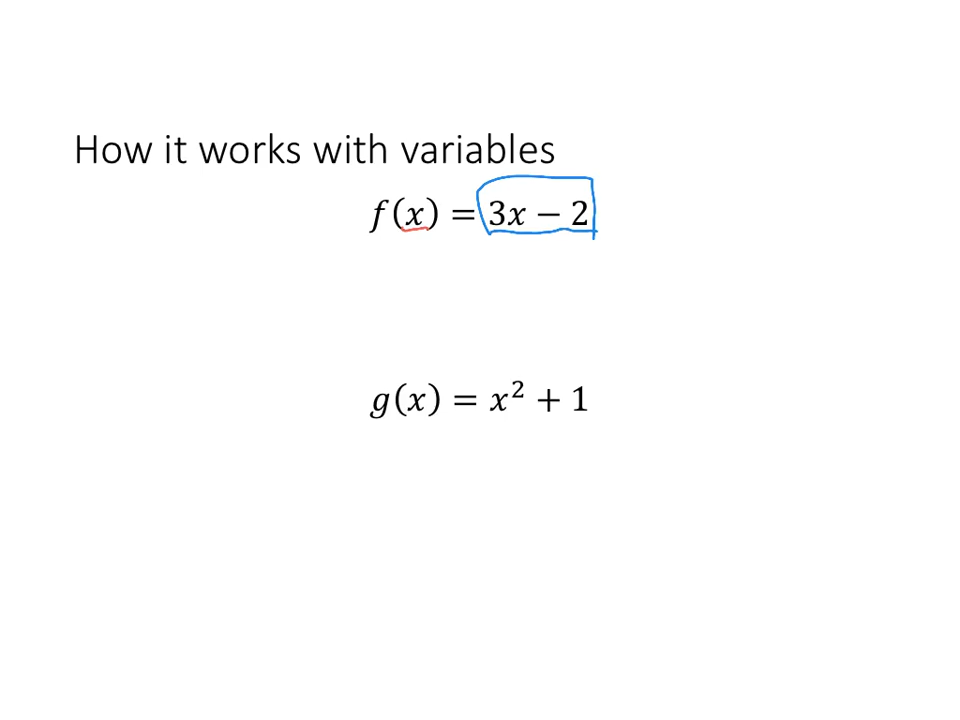 How it works with variables
f(x) = 3x − 2
g(x) = x² + 1